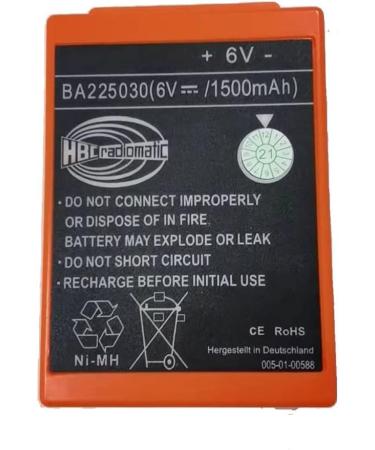 + 6V -
BA225030(6V⎓/1500mAh)
HBC radiomatic
21
• DO NOT CONNECT IMPROPERLY
OR DISPOSE OF IN FIRE
BATTERY MAY EXPLODE OR LEAK
• DO NOT SHORT CIRCUIT
• RECHARGE BEFORE INITIAL USE
CE RoHS
Ni-MH
Hergestellt in Deutschland
005-01-00588